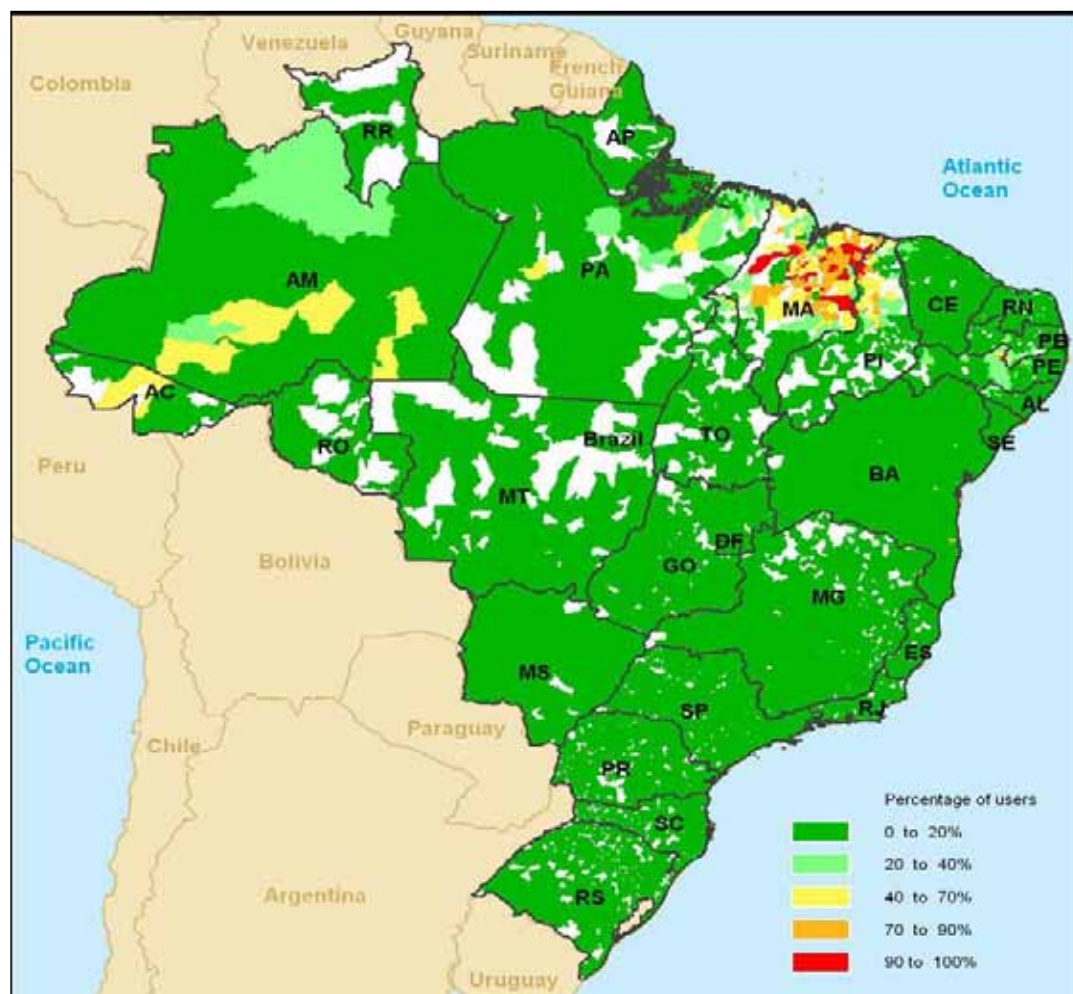 Venezuela
Guyana
Suriname
French
Guiana
Colombia
RR
AP
Atlantic
Ocean
AM
PA
MA
CE
RN
PB
PE
PI
AL
SE
AC
RO
Brazil
TO
MT
BA
Peru
DF
GO
Bolivia
MG
ES
Pacific
Ocean
MS
SP
RJ
Paraguay
Chile
PR
SC
RS
Argentina
Uruguay
Percentage of users
0 to 20%
20 to 40%
40 to 70%
70 to 90%
90 to 100%